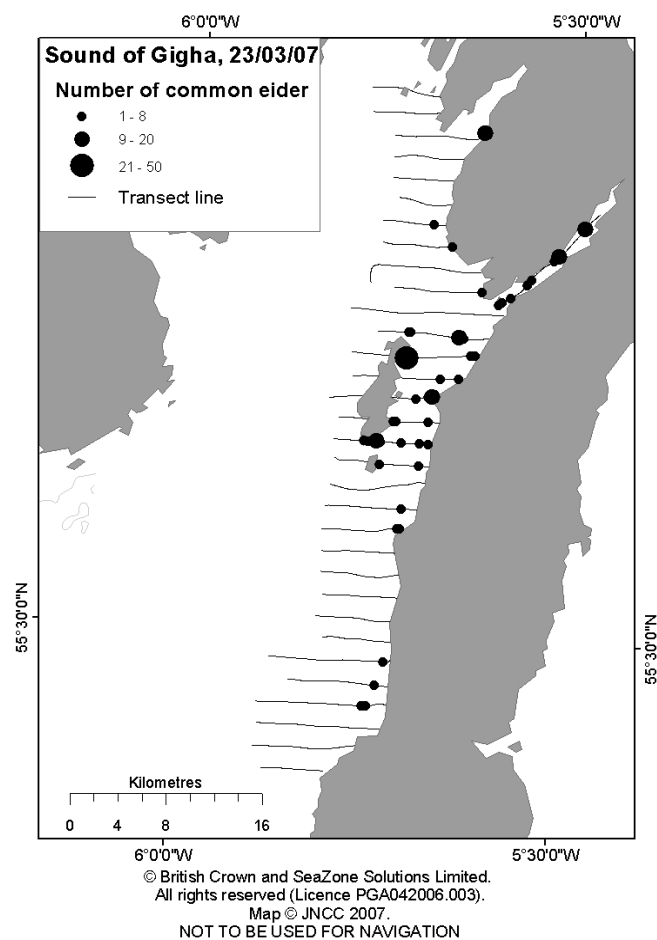 6°0'0"W 5°30'0"W
Sound of Gigha, 23/03/07
Number of common eider
1 - 8
9 - 20
21 - 50
Transect line
55°30'0"N
55°30'0"N
Kilometres
0 4 8 16
6°0'0"W 5°30'0"W
© British Crown and SeaZone Solutions Limited.
All rights reserved (Licence PGA042006.003).
Map © JNCC 2007.
NOT TO BE USED FOR NAVIGATION